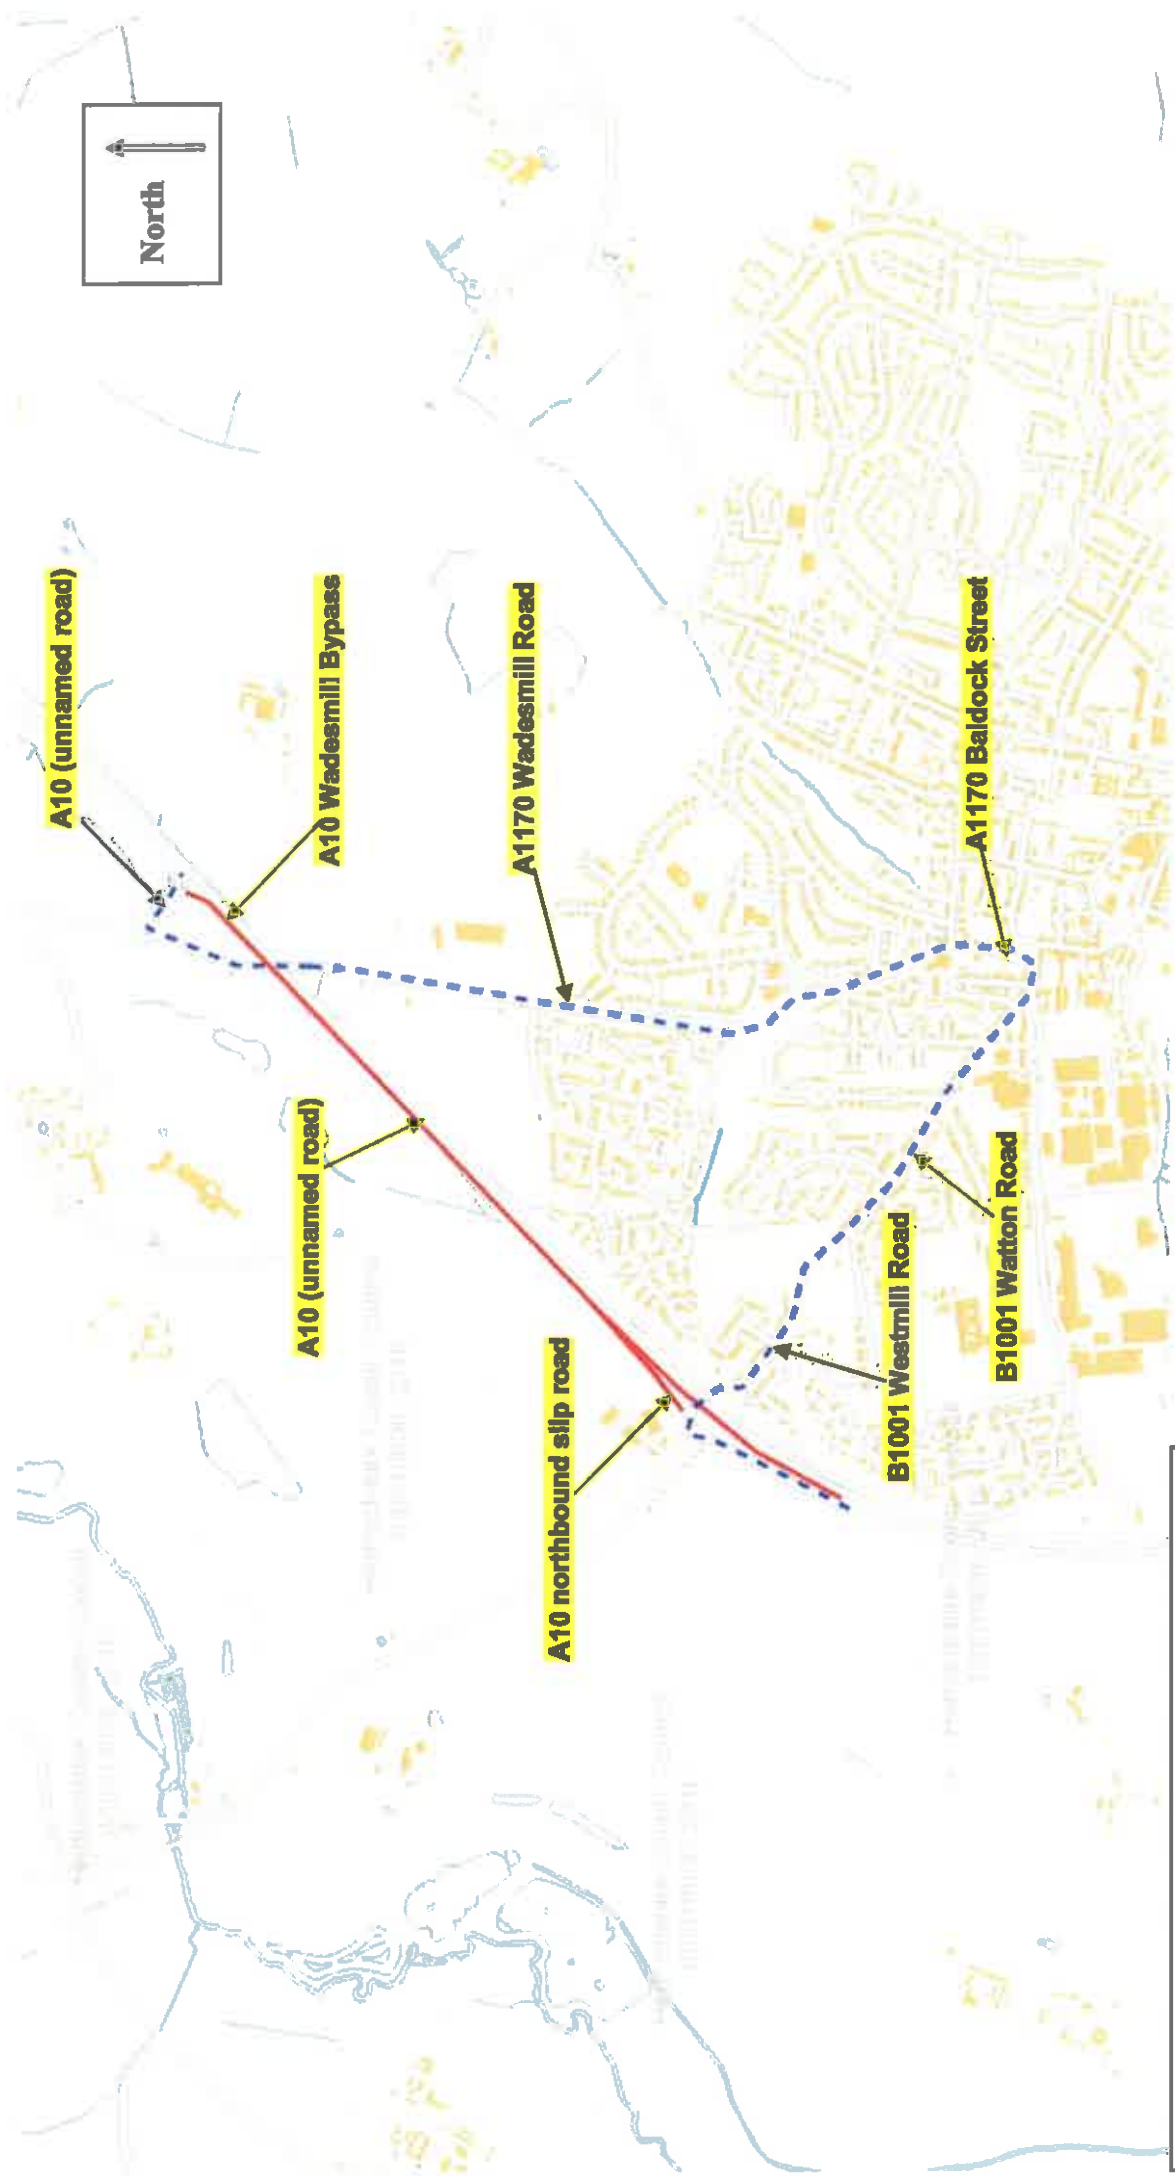 North
A10 (unnamed road)
A10 Wadesmill Bypass
A1170 Wadesmill Road
A10 (unnamed road)
A10 northbound slip road
A1170 Baldock Street
B1001 Westmill Road
B1001 Watton Road